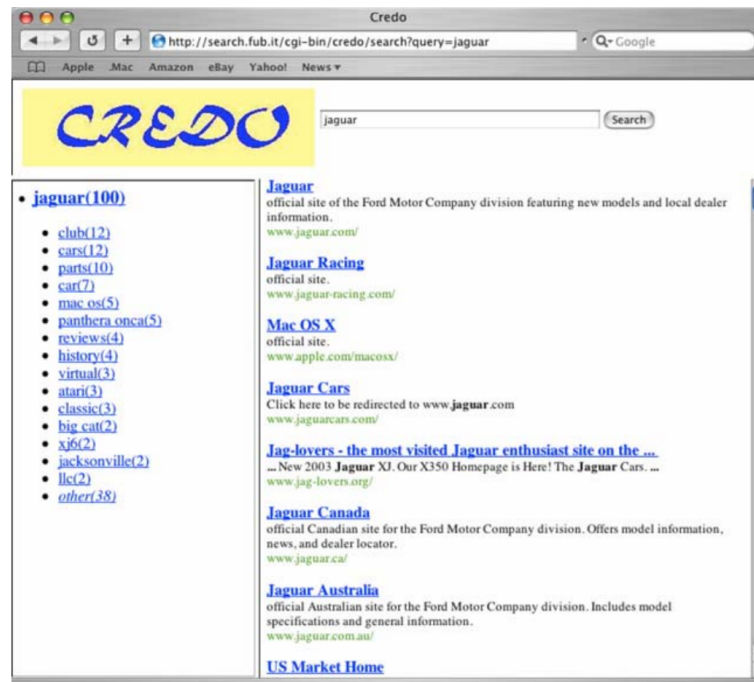 Credo
http://search.fub.it/cgi-bin/credo/search?query=jaguar
Google
Apple .Mac Amazon eBay Yahoo! News
CREDO
jaguar
Search
jaguar(100)
club(12)
cars(12)
parts(10)
car(7)
mac os(5)
panthera onca(5)
reviews(4)
history(4)
virtual(3)
atari(3)
classic(3)
big cat(2)
xj6(2)
jacksonville(2)
llc(2)
other(38)
Jaguar
official site of the Ford Motor Company division featuring new models and local dealer
information.
www.jaguar.com/
Jaguar Racing
official site.
www.jaguar-racing.com/
Mac OS X
official site.
www.apple.com/macosx/
Jaguar Cars
Click here to be redirected to www.jaguar.com
www.jaguarcars.com/
Jag-lovers - the most visited Jaguar enthusiast site on the ...
... New 2003 Jaguar XJ. Our X350 Homepage is Here! The Jaguar Cars. ...
www.jag-lovers.org/
Jaguar Canada
official Canadian site for the Ford Motor Company division. Offers model information,
news, and dealer locator.
www.jaguar.ca/
Jaguar Australia
official Australian site for the Ford Motor Company division. Includes model
specifications and general information.
www.jaguar.com.au/
US Market Home